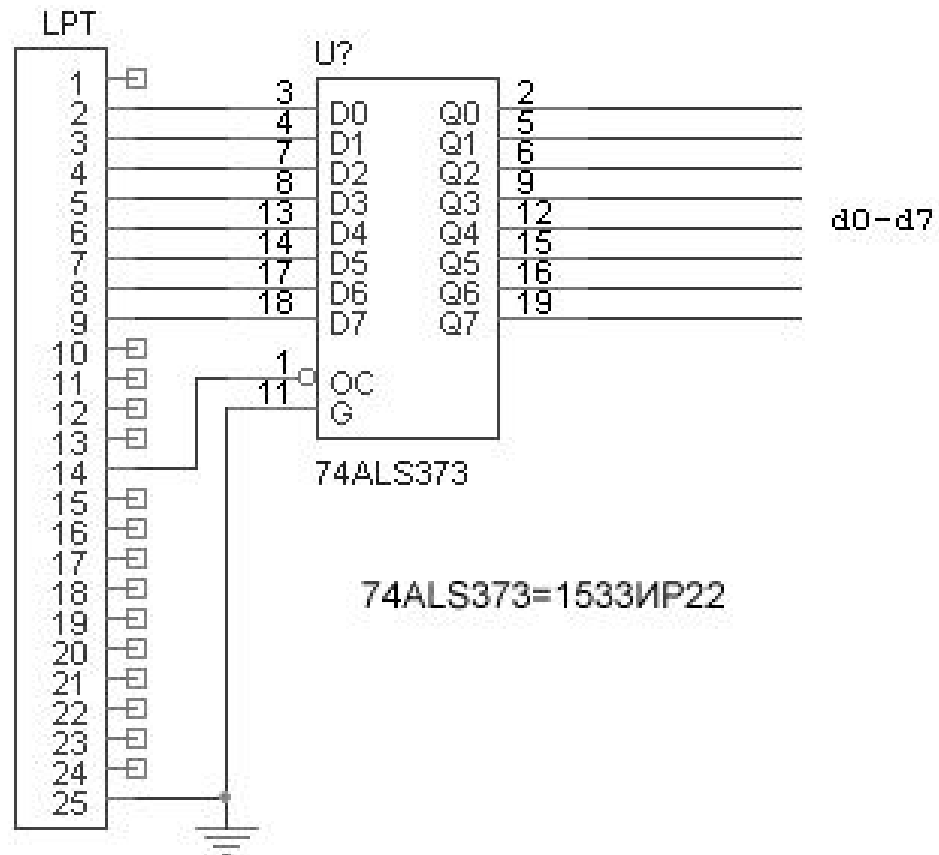 LPT
U?
1
2
3
4
5
6
7
8
9
10
11
12
13
14
15
16
17
18
19
20
21
22
23
24
25
3 D0 Q0 2
4 D1 Q1 5
7 D2 Q2 6
8 D3 Q3 9
13 D4 Q4 12
14 D5 Q5 15
17 D6 Q6 16
18 D7 Q7 19
1 OC
11 G
d0-d7
74ALS373
74ALS373=1533ИР22